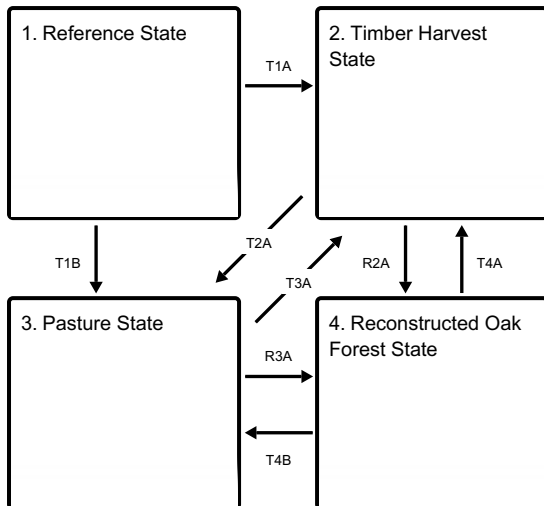 1. Reference State
2. Timber Harvest
State
T1A
T1B
T2A
T3A
R2A
T4A
3. Pasture State
4. Reconstructed Oak
Forest State
R3A
T4B